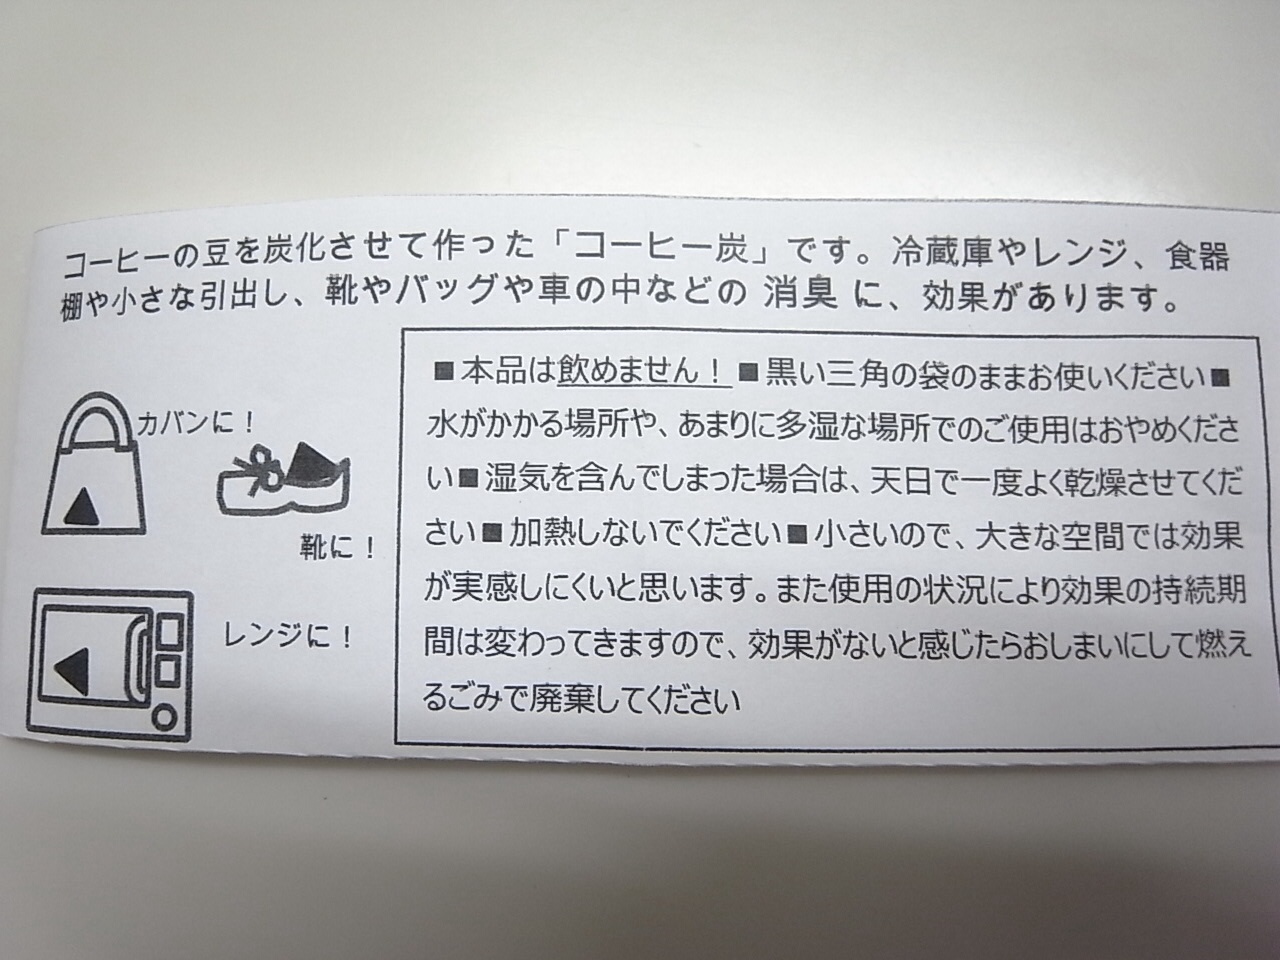 コーヒーの豆を炭化させて作った「コーヒー炭」です。冷蔵庫やレンジ、食器
棚や小さな引出し、靴やバッグや車の中などの 消臭 に、効果があります。
カバンに！
靴に！
レンジに！
■本品は飲めません！■黒い三角の袋のままお使いください■
水がかかる場所や、あまりに多湿な場所でのご使用はおやめくださ
い■湿気を含んでしまった場合は、天日で一度よく乾燥させてくだ
さい■加熱しないでください■小さいので、大きな空間では効果
が実感しにくいと思います。また使用の状況により効果の持続期
間は変わってきますので、効果がないと感じたらおしまいにして燃え
るごみで廃棄してください